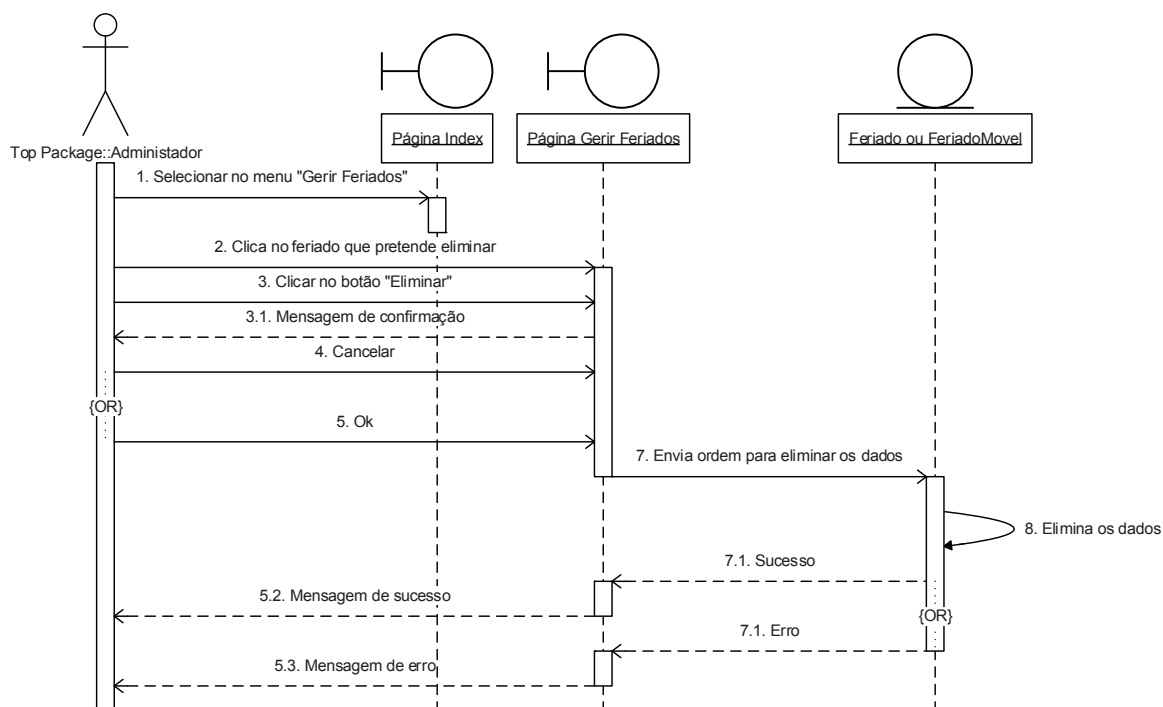 Top Package::Administador
Página Index
Página Gerir Feriados
Feriado ou FeriadoMovel
1. Selecionar no menu "Gerir Feriados"
2. Clica no feriado que pretende eliminar
3. Clicar no botão "Eliminar"
3.1. Mensagem de confirmação
4. Cancelar
{OR}
5. Ok
7. Envia ordem para eliminar os dados
8. Elimina os dados
7.1. Sucesso
5.2. Mensagem de sucesso
{OR}
7.1. Erro
5.3. Mensagem de erro